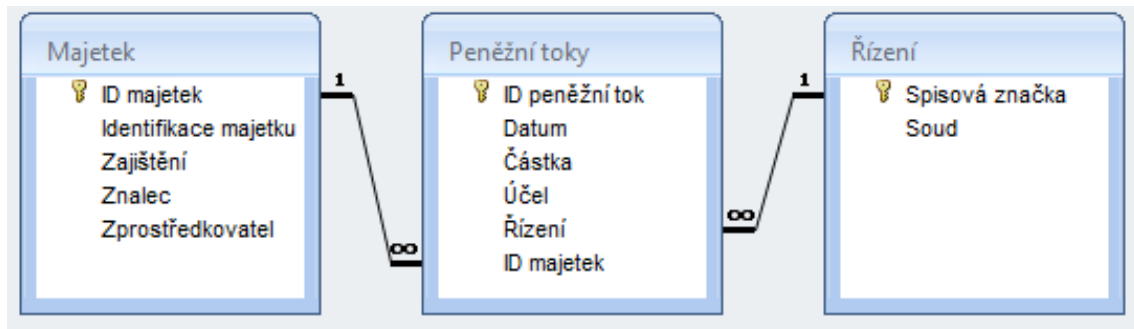 Majetek
ID majetek
Identifikace majetku
Zajištění
Znalec
Zprostředkovatel
1
∞
Peněžní toky
ID peněžní tok
Datum
Částka
Účel
Řízení
ID majetek
1
∞
Řízení
Spisová značka
Soud